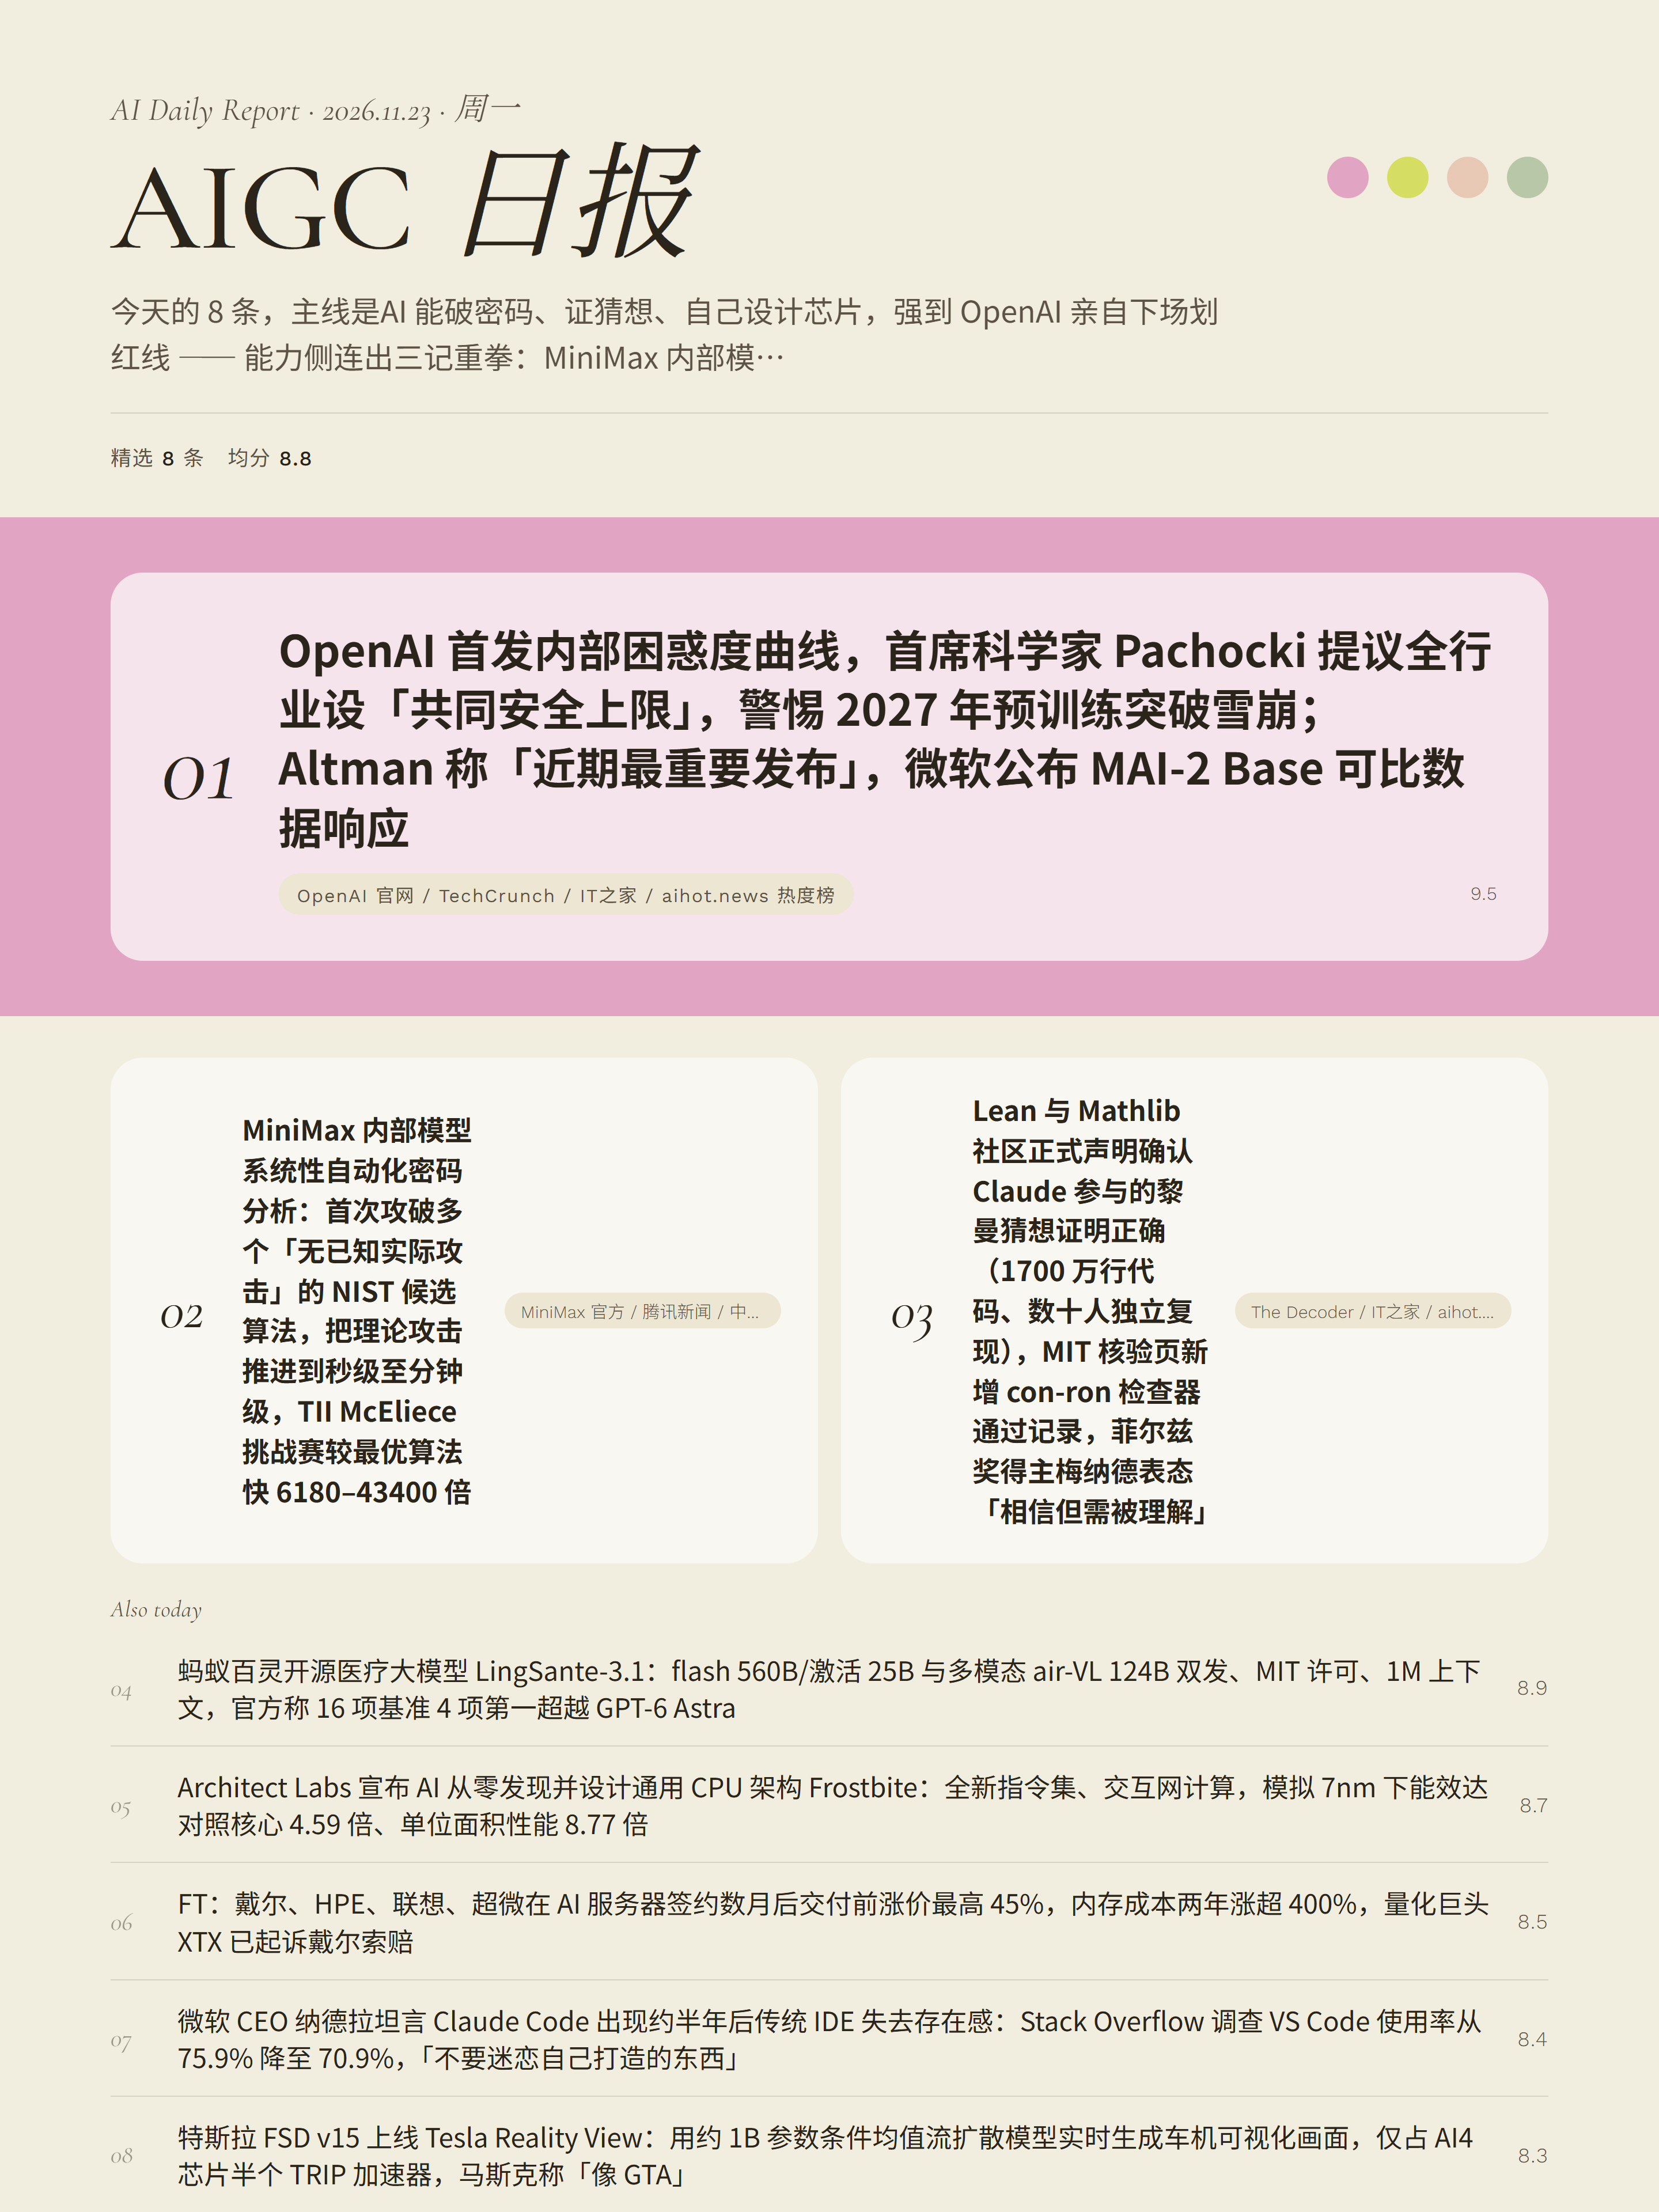 AI Daily Report · 2026.11.23 · 周一
AIGC 日报
今天的 8 条，主线是AI 能破密码、证猜想、自己设计芯片，强到 OpenAI 亲自下场划
红线 —— 能力侧连出三记重拳：MiniMax 内部模…
精选 8 条 均分 8.8
01
OpenAI 首发内部困惑度曲线，首席科学家 Pachocki 提议全行
业设「共同安全上限」，警惕 2027 年预训练突破雪崩；
Altman 称「近期最重要发布」，微软公布 MAI-2 Base 可比数
据响应
OpenAI 官网 / TechCrunch / IT之家 / aihot.news 热度榜
9.5
02
MiniMax 内部模型
系统性自动化密码
分析：首次攻破多
个「无已知实际攻
击」的 NIST 候选
算法，把理论攻击
推进到秒级至分钟
级，TII McEliece
挑战赛较最优算法
快 6180–43400 倍
MiniMax 官方 / 腾讯新闻 / 中...
03
Lean 与 Mathlib
社区正式声明确认
Claude 参与的黎
曼猜想证明正确
（1700 万行代
码、数十人独立复
现），MIT 核验页新
增 con-ron 检查器
通过记录，菲尔兹
奖得主梅纳德表态
「相信但需被理解」
The Decoder / IT之家 / aihot....
Also today
04
蚂蚁百灵开源医疗大模型 LingSante-3.1：flash 560B/激活 25B 与多模态 air-VL 124B 双发、MIT 许可、1M 上下
文，官方称 16 项基准 4 项第一超越 GPT-6 Astra
8.9
05
Architect Labs 宣布 AI 从零发现并设计通用 CPU 架构 Frostbite：全新指令集、交互网计算，模拟 7nm 下能效达
对照核心 4.59 倍、单位面积性能 8.77 倍
8.7
06
FT：戴尔、HPE、联想、超微在 AI 服务器签约数月后交付前涨价最高 45%，内存成本两年涨超 400%，量化巨头
XTX 已起诉戴尔索赔
8.5
07
微软 CEO 纳德拉坦言 Claude Code 出现约半年后传统 IDE 失去存在感：Stack Overflow 调查 VS Code 使用率从
75.9% 降至 70.9%，「不要迷恋自己打造的东西」
8.4
08
特斯拉 FSD v15 上线 Tesla Reality View：用约 1B 参数条件均值流扩散模型实时生成车机可视化画面，仅占 AI4
芯片半个 TRIP 加速器，马斯克称「像 GTA」
8.3